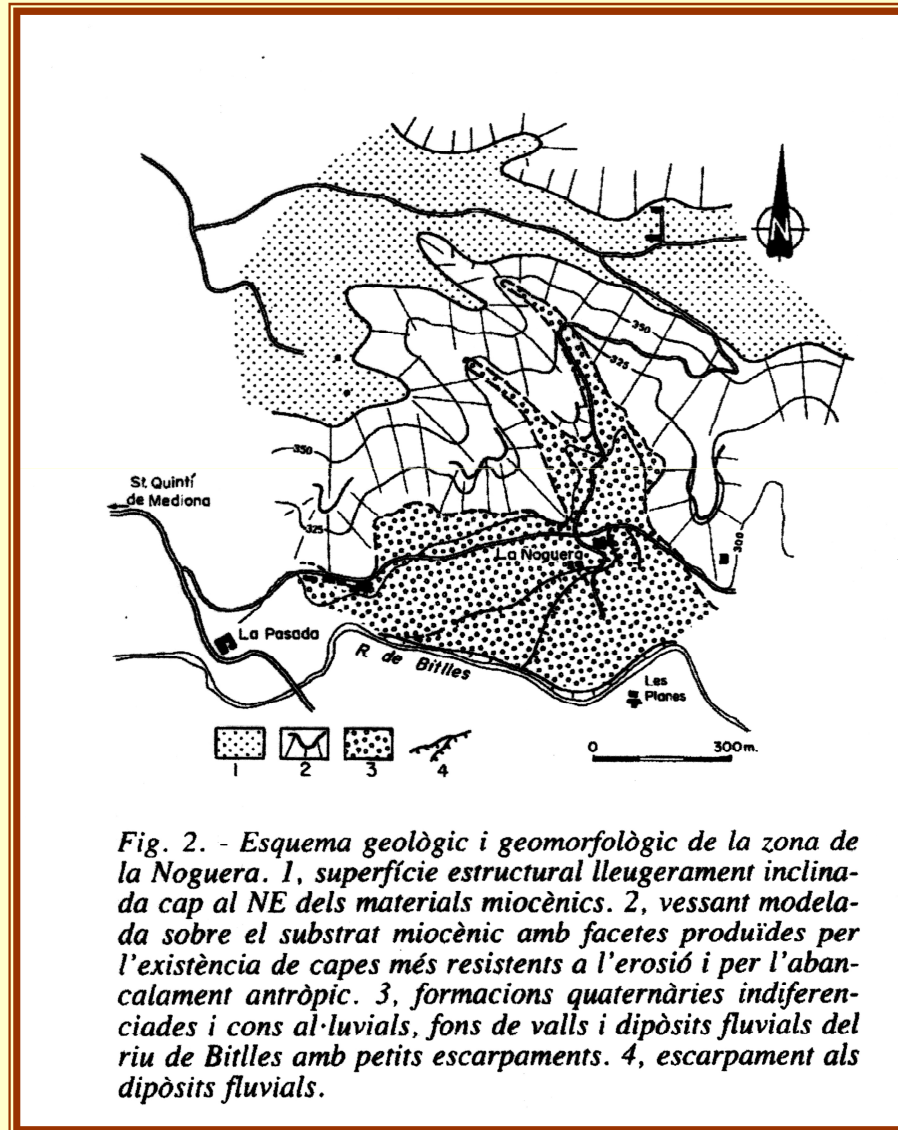 N
350
325
350
St. Quintí
de Mediona
325
La Noguera
300
La Pasada
R. de Bitlles
Les
Planes
1 2 3 4
0 300m.
Fig. 2. - Esquema geològic i geomorfològic de la zona de
la Noguera. 1, superfície estructural lleugerament inclina-
da cap al NE dels materials miocènics. 2, vessant modela-
da sobre el substrat miocènic amb facetes produïdes per
l'existència de capes més resistents a l'erosió i per l'aban-
calament antròpic. 3, formacions quaternàries indiferen-
ciades i cons al·luvials, fons de valls i dipòsits fluvials del
riu de Bitlles amb petits escarpaments. 4, escarpament als
dipòsits fluvials.